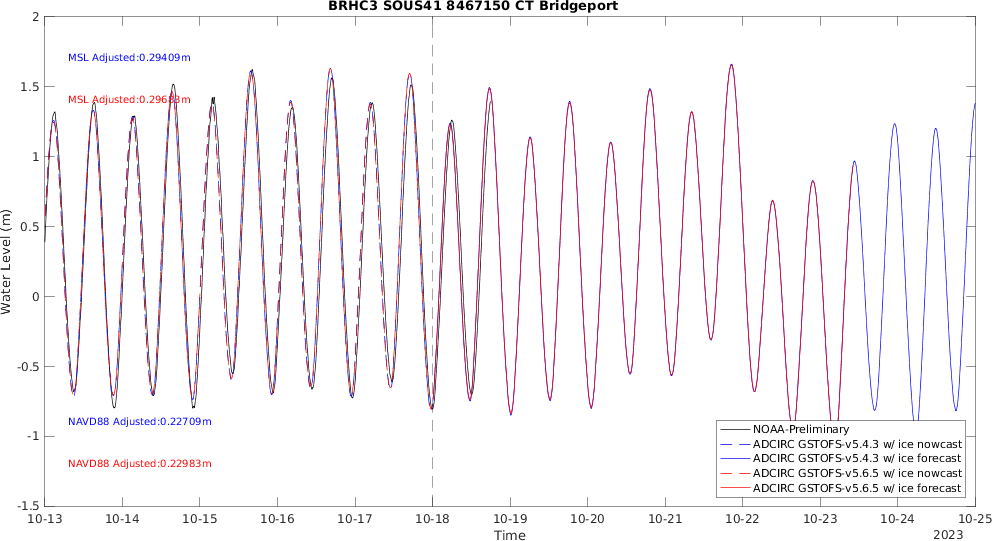 BRHC3 SOUS41 8467150 CT Bridgeport
2
1.5
1
0.5
0
-0.5
-1
-1.5
Water Level (m)
MSL Adjusted:0.29409m
MSL Adjusted:0.29683m
NAVD88 Adjusted:0.22709m
NAVD88 Adjusted:0.22983m
NOAA-Preliminary
ADCIRC GSTOFS-v5.4.3 w/ ice nowcast
ADCIRC GSTOFS-v5.4.3 w/ ice forecast
ADCIRC GSTOFS-v5.6.5 w/ ice nowcast
ADCIRC GSTOFS-v5.6.5 w/ ice forecast
10-13 10-14 10-15 10-16 10-17 10-18 10-19 10-20 10-21 10-22 10-23 10-24 10-25
Time
2023